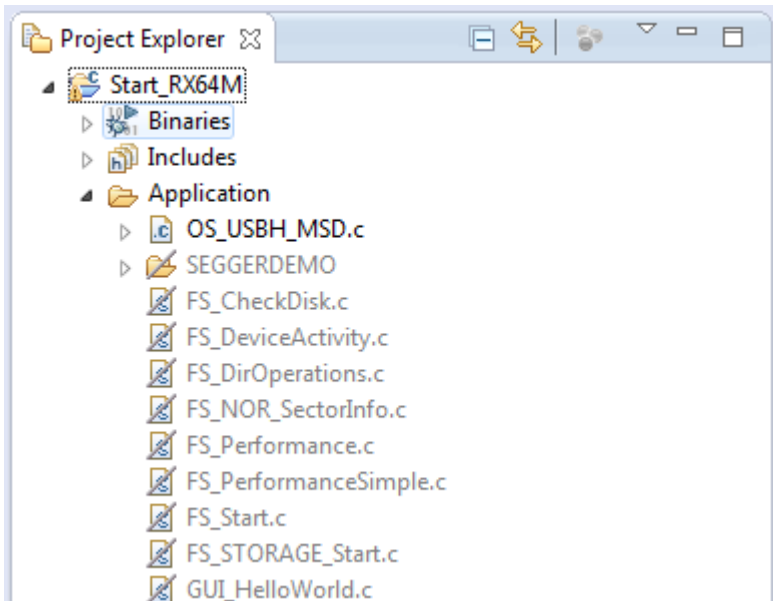 Project Explorer
Start_RX64M
Binaries
Includes
Application
OS_USBH_MSD.c
SEGGERDEMO
FS_CheckDisk.c
FS_DeviceActivity.c
FS_DirOperations.c
FS_NOR_SectorInfo.c
FS_Performance.c
FS_PerformanceSimple.c
FS_Start.c
FS_STORAGE_Start.c
GUI_HelloWorld.c